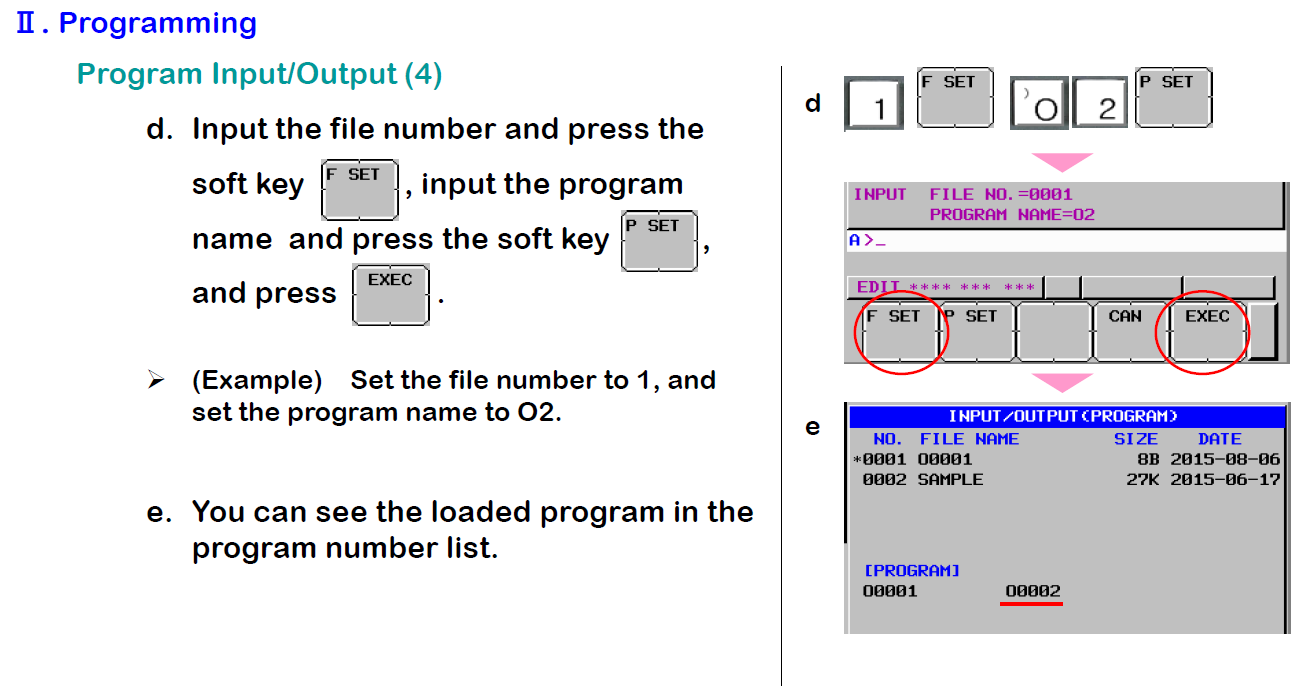 Ⅱ. Programming
Program Input/Output (4)
d. Input the file number and press the
soft key F SET , input the program
name and press the soft key P SET ,
and press EXEC .
➢ (Example) Set the file number to 1, and
set the program name to O2.
e. You can see the loaded program in the
program number list.
d 1 F SET )O 2 P SET
INPUT FILE NO.=0001
PROGRAM NAME=O2
A>_
EDIT **** *** ***
F SET P SET CAN EXEC
e
INPUT/OUTPUT(PROGRAM)
NO. FILE NAME SIZE DATE
*0001 O0001 8B 2015-08-06
0002 SAMPLE 27K 2015-06-17
[PROGRAM]
O0001 O0002